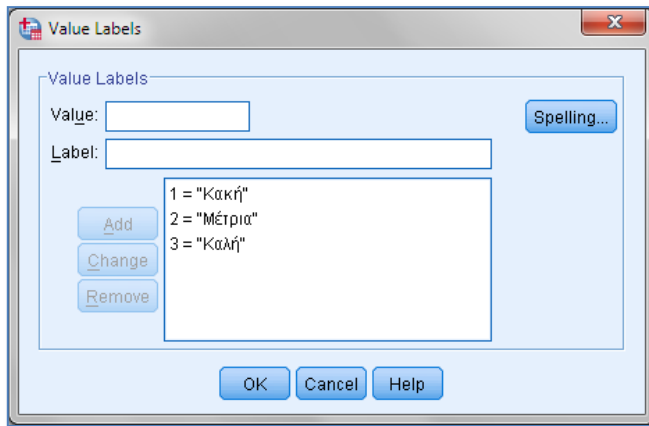 Value Labels
Value Labels
Value:
Spelling...
Label:
1 = "Κακή"
Add
2 = "Μέτρια"
3 = "Καλή"
Change
Remove
OK Cancel Help